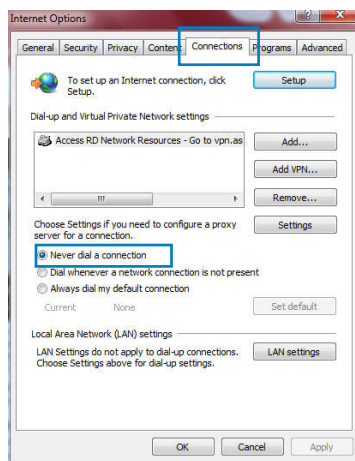 Internet Options
General Security Privacy Content Connections Programs Advanced
To set up an Internet connection, click
Setup.
Setup
Dial-up and Virtual Private Network settings
Access RD Network Resources - Go to vpn.as
Add...
Add VPN...
Remove...
Choose Settings if you need to configure a proxy
server for a connection.
Settings
Never dial a connection
Dial whenever a network connection is not present
Always dial my default connection
Current None Set default
Local Area Network (LAN) settings
LAN Settings do not apply to dial-up connections.
Choose Settings above for dial-up settings.
LAN settings
OK Cancel Apply